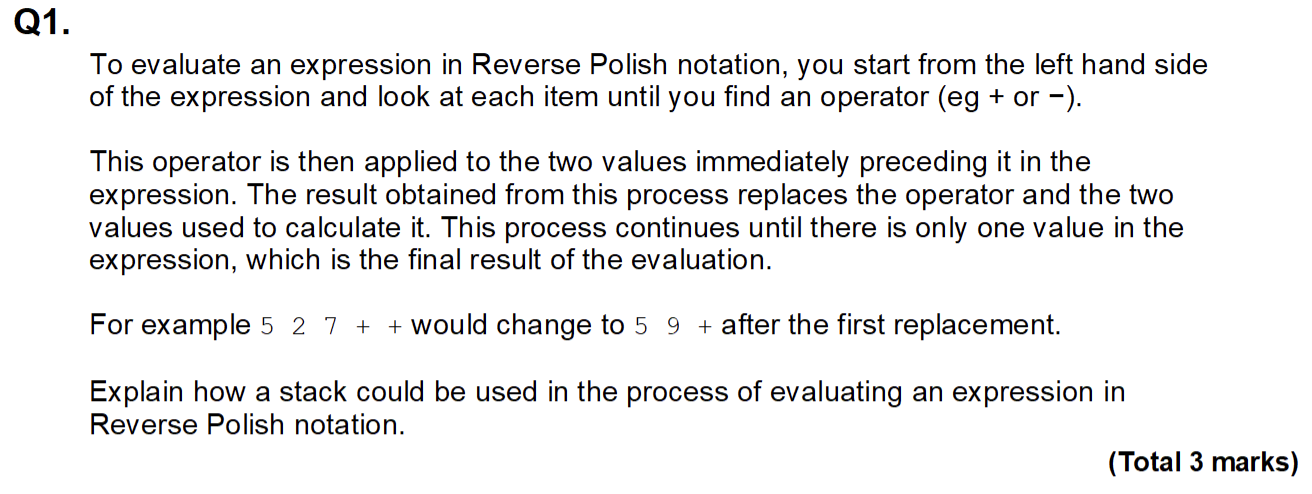 Q1.
To evaluate an expression in Reverse Polish notation, you start from the left hand side
of the expression and look at each item until you find an operator (eg + or −).
This operator is then applied to the two values immediately preceding it in the
expression. The result obtained from this process replaces the operator and the two
values used to calculate it. This process continues until there is only one value in the
expression, which is the final result of the evaluation.
For example 5 2 7 + + would change to 5 9 + after the first replacement.
Explain how a stack could be used in the process of evaluating an expression in
Reverse Polish notation.
(Total 3 marks)